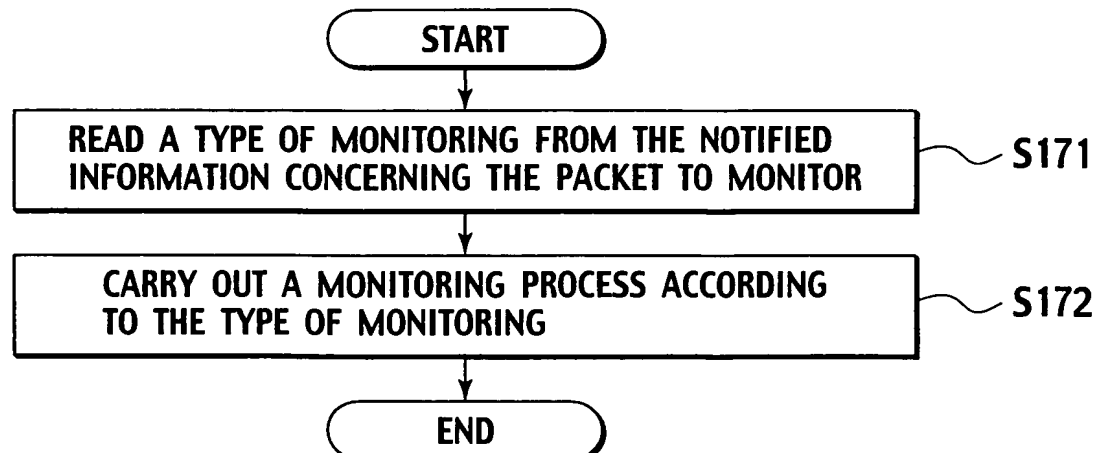 START
READ A TYPE OF MONITORING FROM THE NOTIFIED
INFORMATION CONCERNING THE PACKET TO MONITOR
S171
CARRY OUT A MONITORING PROCESS ACCORDING
TO THE TYPE OF MONITORING
S172
END